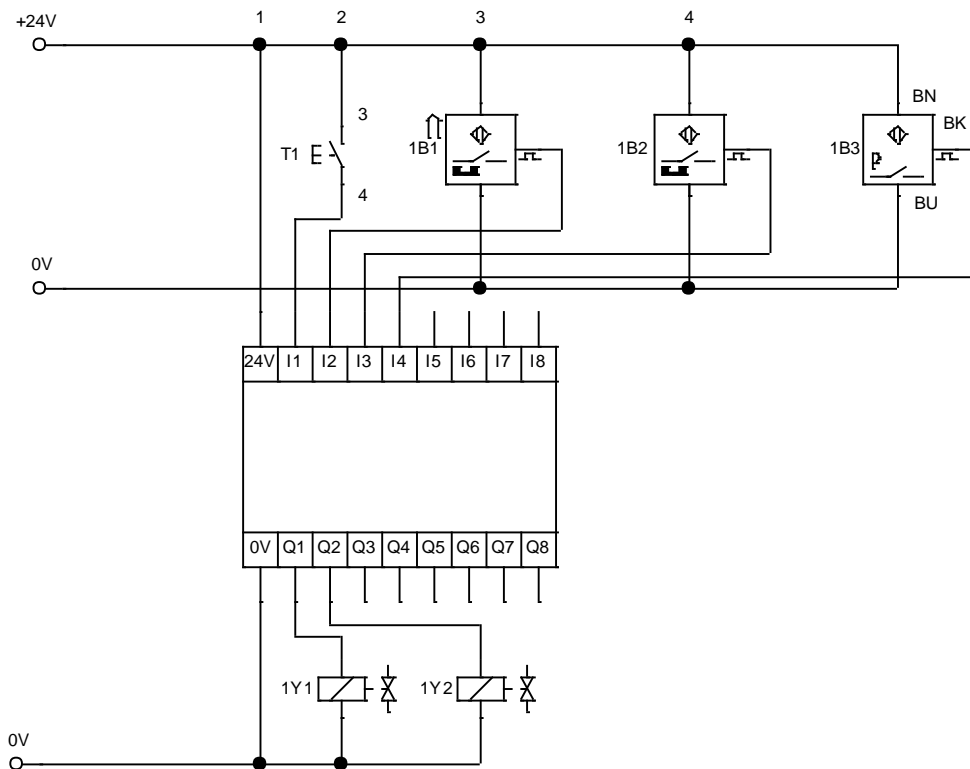 +24V
1 2 3 4
3
BN
BK
T1
1B1
1B2
1B3
4
BU
0V
24V I1 I2 I3 I4 I5 I6 I7 I8
0V Q1 Q2 Q3 Q4 Q5 Q6 Q7 Q8
1Y1 1Y2
0V